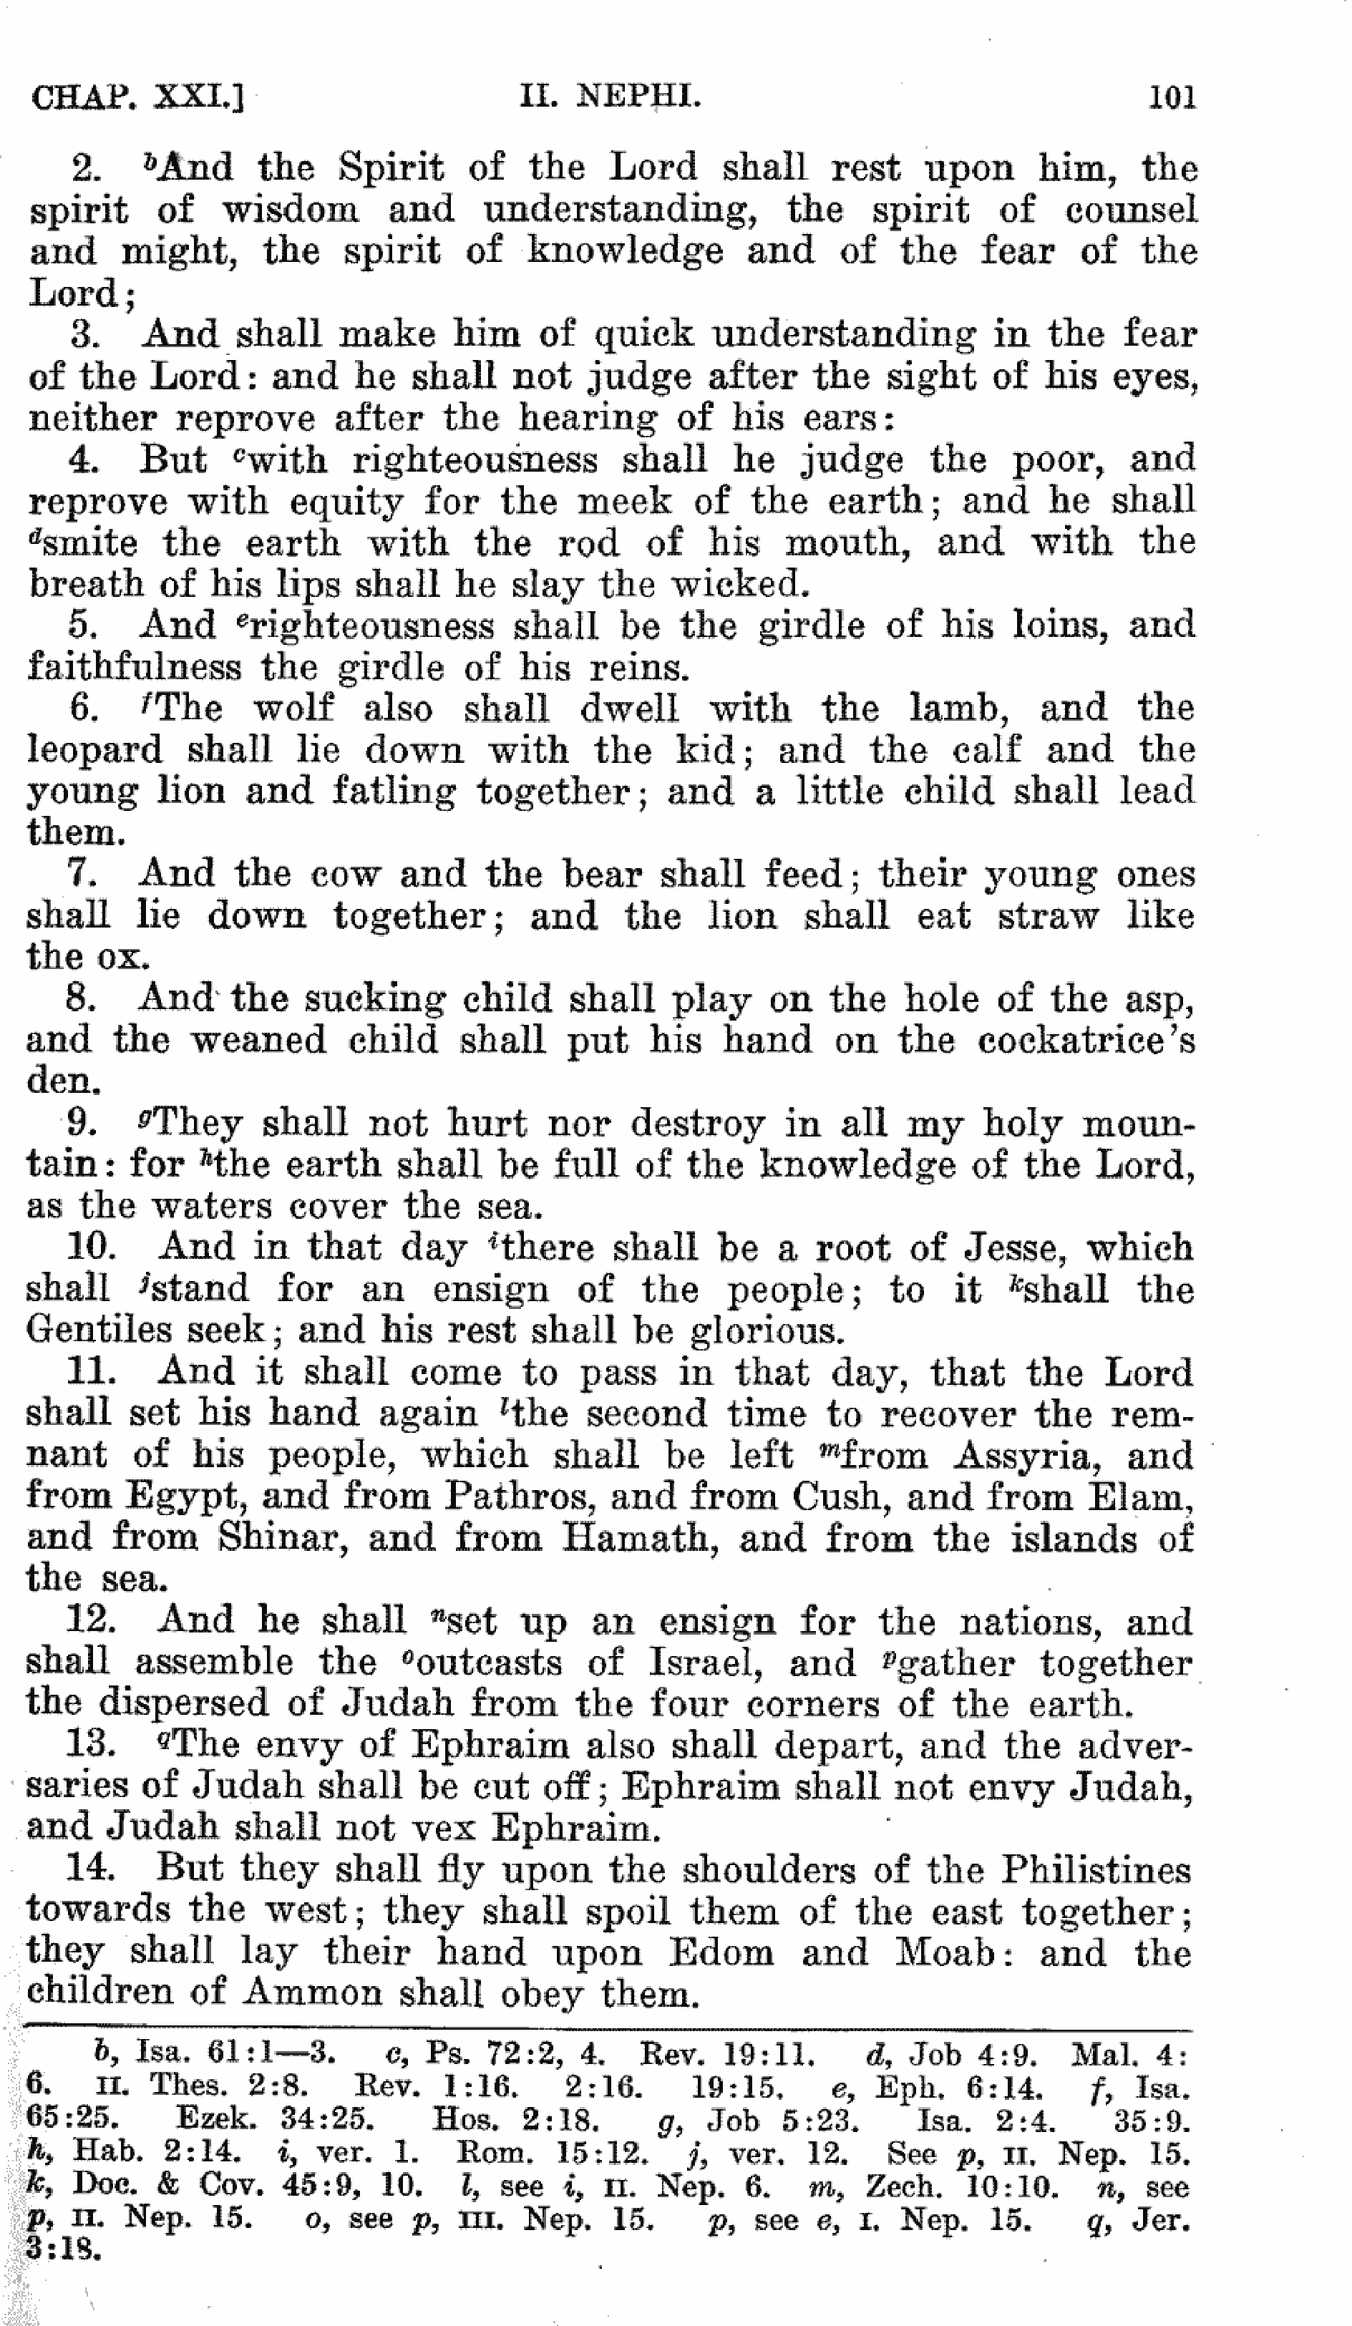 CHAP. XXI.] II. NEPHI. 101
2. ᵇAnd the Spirit of the Lord shall rest upon him, the
spirit of wisdom and understanding, the spirit of counsel
and might, the spirit of knowledge and of the fear of the
Lord;
3. And shall make him of quick understanding in the fear
of the Lord: and he shall not judge after the sight of his eyes,
neither reprove after the hearing of his ears:
4. But ᶜwith righteousness shall he judge the poor, and
reprove with equity for the meek of the earth; and he shall
ᵈsmite the earth with the rod of his mouth, and with the
breath of his lips shall he slay the wicked.
5. And ᵉrighteousness shall be the girdle of his loins, and
faithfulness the girdle of his reins.
6. ᶠThe wolf also shall dwell with the lamb, and the
leopard shall lie down with the kid; and the calf and the
young lion and fatling together; and a little child shall lead
them.
7. And the cow and the bear shall feed; their young ones
shall lie down together; and the lion shall eat straw like
the ox.
8. And the sucking child shall play on the hole of the asp,
and the weaned child shall put his hand on the cockatrice's
den.
9. ᵍThey shall not hurt nor destroy in all my holy moun-
tain: for ʰthe earth shall be full of the knowledge of the Lord,
as the waters cover the sea.
10. And in that day ⁱthere shall be a root of Jesse, which
shall ʲstand for an ensign of the people; to it ᵏshall the
Gentiles seek; and his rest shall be glorious.
11. And it shall come to pass in that day, that the Lord
shall set his hand again ˡthe second time to recover the rem-
nant of his people, which shall be left ᵐfrom Assyria, and
from Egypt, and from Pathros, and from Cush, and from Elam,
and from Shinar, and from Hamath, and from the islands of
the sea.
12. And he shall ⁿset up an ensign for the nations, and
shall assemble the ᵒoutcasts of Israel, and ᵖgather together
the dispersed of Judah from the four corners of the earth.
13. qThe envy of Ephraim also shall depart, and the adver-
saries of Judah shall be cut off; Ephraim shall not envy Judah,
and Judah shall not vex Ephraim.
14. But they shall fly upon the shoulders of the Philistines
towards the west; they shall spoil them of the east together;
they shall lay their hand upon Edom and Moab: and the
children of Ammon shall obey them.
b, Isa. 61:1—3. c, Ps. 72:2, 4. Rev. 19:11. d, Job 4:9. Mal. 4:
6. II. Thes. 2:8. Rev. 1:16. 2:16. 19:15. e, Eph. 6:14. f, Isa.
65:25. Ezek. 34:25. Hos. 2:18. g, Job 5:23. Isa. 2:4. 35:9.
h, Hab. 2:14. i, ver. 1. Rom. 15:12. j, ver. 12. See p, II. Nep. 15.
k, Doc. & Cov. 45:9, 10. l, see i, II. Nep. 6. m, Zech. 10:10. n, see
p, II. Nep. 15. o, see p, III. Nep. 15. p, see e, I. Nep. 15. q, Jer.
3:18.